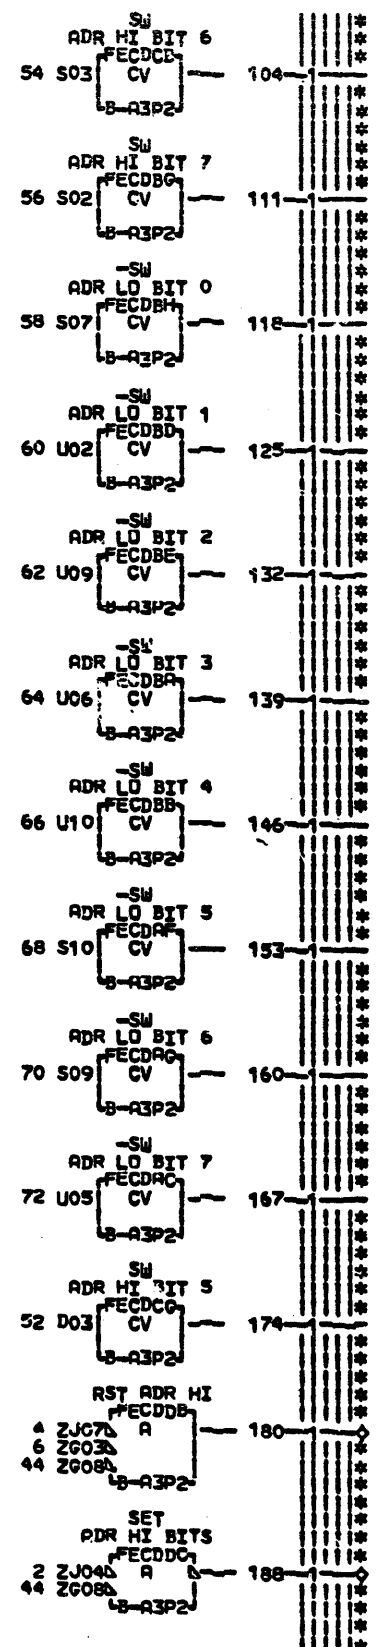 SW
ADR HI BIT 6
FECDCD
54 S03 CV 104
B-A3P2
SW
ADR HI BIT 7
FECDBG
56 S02 CV 111
B-A3P2
-SW
ADR LO BIT 0
FECDBH
58 S07 CV 118
B-A3P2
-SW
ADR LO BIT 1
FECDBD
60 U02 CV 125
B-A3P2
-SW
ADR LO BIT 2
FECDBE
62 U09 CV 132
B-A3P2
-SW
ADR LO BIT 3
FECDBA
64 U06 CV 139
B-A3P2
-SW
ADR LO BIT 4
FECDBB
66 U10 CV 146
B-A3P2
-SW
ADR LO BIT 5
FECDAF
68 S10 CV 153
B-A3P2
-SW
ADR LO BIT 6
FECDAG
70 S09 CV 160
B-A3P2
-SW
ADR LO BIT 7
FECDAC
72 U05 CV 167
B-A3P2
SW
ADR HI BIT 5
FECDCG
52 D03 CV 174
B-A3P2
RST ADR HI
FECDDB
4 ZJG7 A 180
6 ZG03
44 ZG08
B-A3P2
SET
ADR HI BITS
FECDDC
2 ZJ04 A 188
44 ZG08
B-A3P2